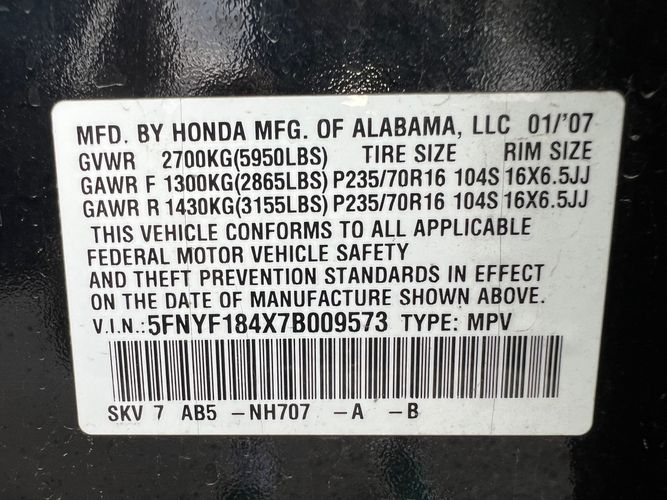 MFD. BY HONDA MFG. OF ALABAMA, LLC 01/'07
GVWR 2700KG(5950LBS) TIRE SIZE RIM SIZE
GAWR F 1300KG(2865LBS) P235/70R16 104S 16X6.5JJ
GAWR R 1430KG(3155LBS) P235/70R16 104S 16X6.5JJ
THIS VEHICLE CONFORMS TO ALL APPLICABLE
FEDERAL MOTOR VEHICLE SAFETY
AND THEFT PREVENTION STANDARDS IN EFFECT
ON THE DATE OF MANUFACTURE SHOWN ABOVE.
V.I.N.: 5FNYF184X7B009573 TYPE: MPV
SKV 7 AB5 -NH707 -A -B